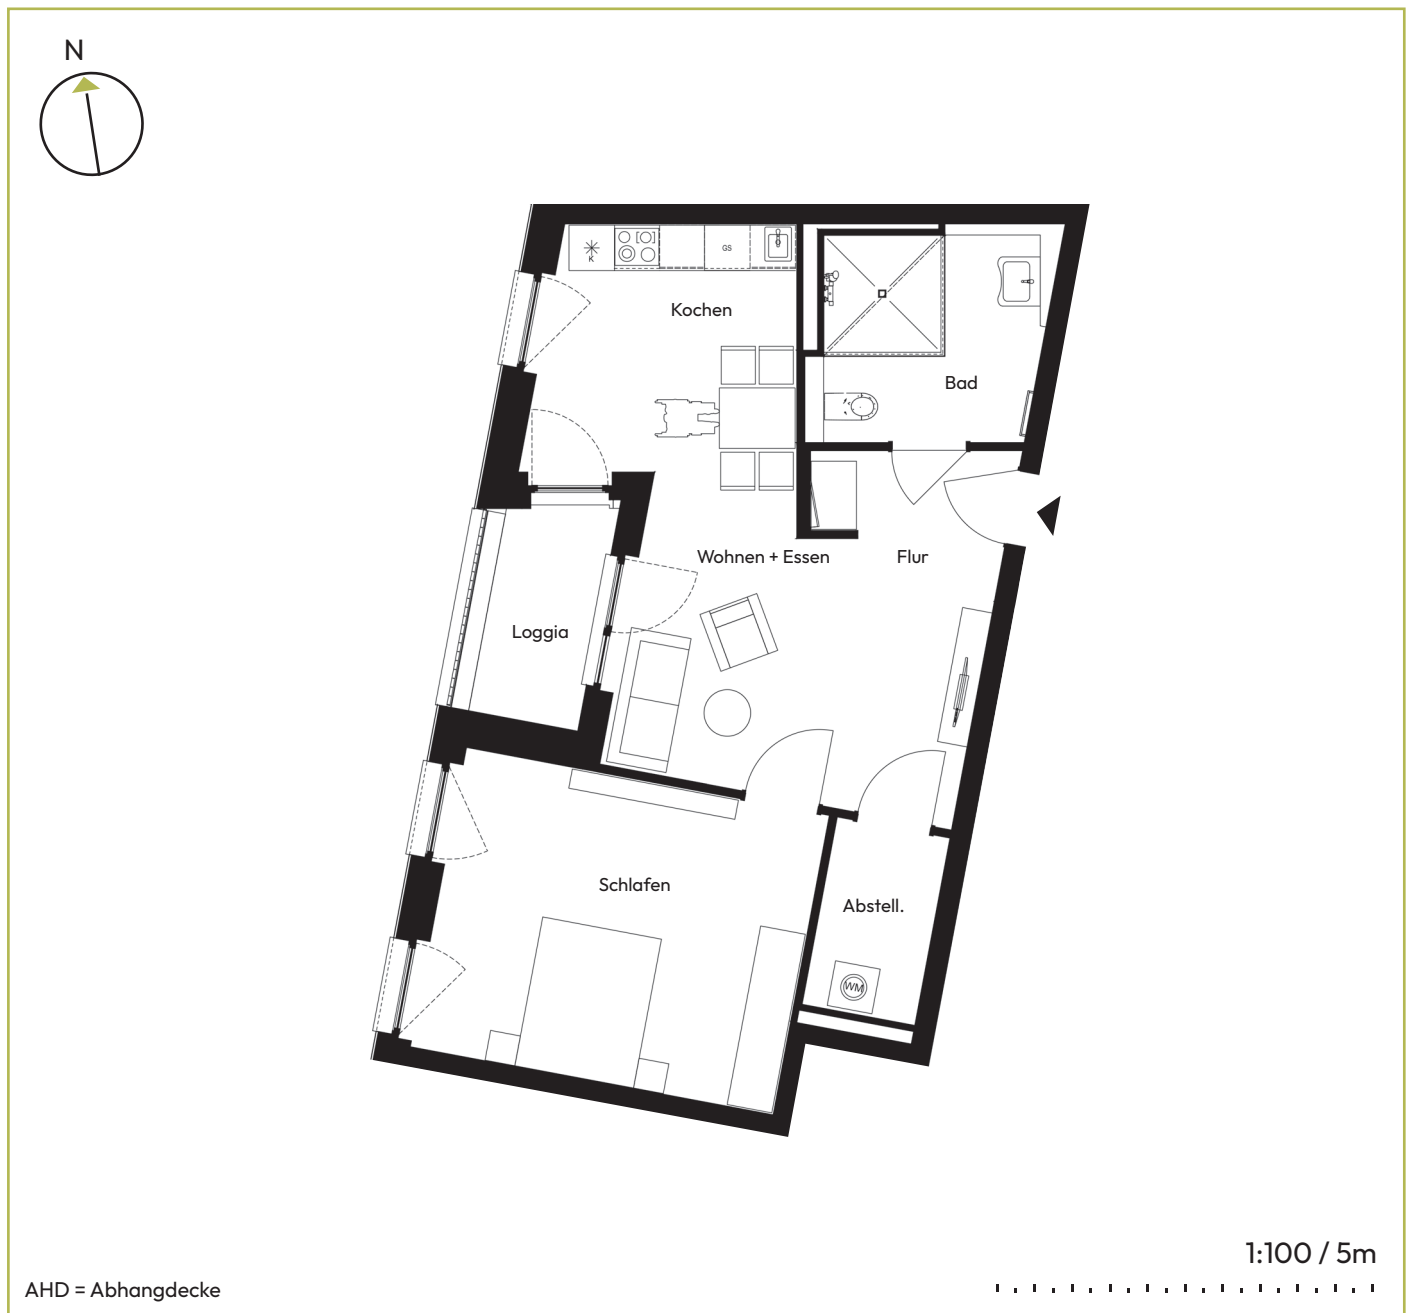 N
K
GS
Kochen
Bad
Wohnen + Essen
Flur
Loggia
Schlafen
Abstell.
WM
1:100 / 5m
AHD = Abhangdecke